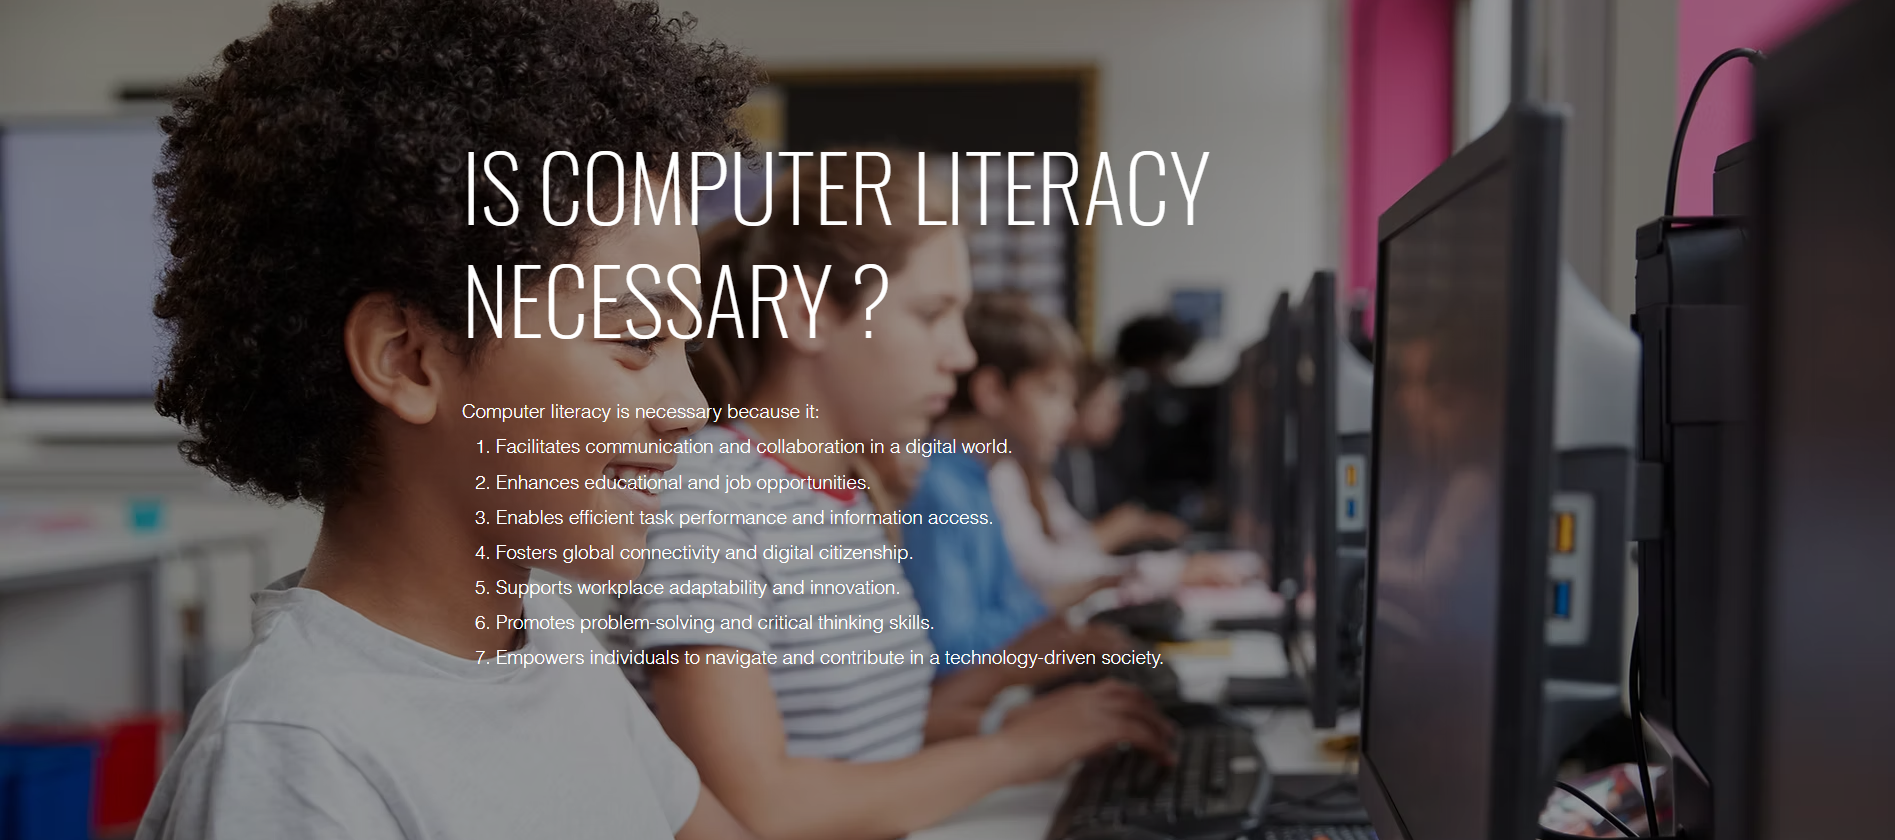 IS COMPUTER LITERACY
NECESSARY ?
Computer literacy is necessary because it:
1. Facilitates communication and collaboration in a digital world.
2. Enhances educational and job opportunities.
3. Enables efficient task performance and information access.
4. Fosters global connectivity and digital citizenship.
5. Supports workplace adaptability and innovation.
6. Promotes problem-solving and critical thinking skills.
7. Empowers individuals to navigate and contribute in a technology-driven society.